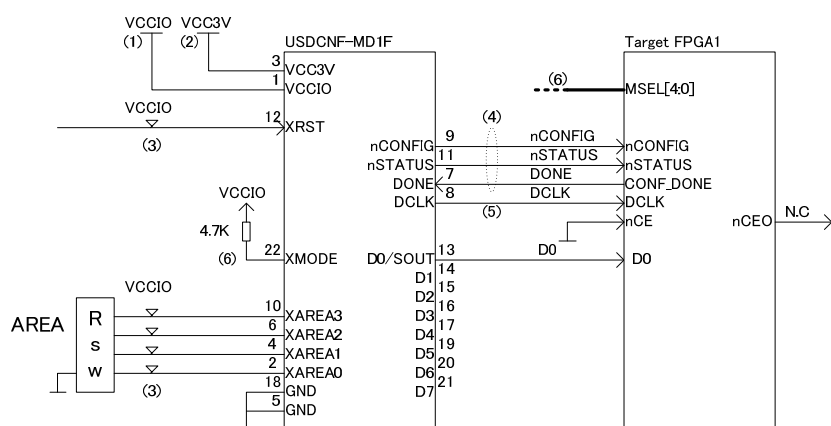 VCCIO VCC3V
(1) (2) USDCNF-MD1F Target FPGA1
3 VCC3V (6)
1 VCCIO MSEL[4:0]
VCCIO (4)
12 XRST
(3) 9 nCONFIG
nCONFIG nCONFIG
11 nSTATUS
nSTATUS nSTATUS
7 DONE
DONE CONF_DONE
VCCIO 8 DCLK
DCLK DCLK
(5) nCE nCEO N.C
4.7K
22 13 D0
(6) XMODE D0/SOUT D0
14
D1
VCCIO 15
D2
10 16
XAREA3 D3
AREA R 6 17
XAREA2 D4
s 4 19
XAREA1 D5
w 2 20
XAREA0 D6
(3) 18 21
GND D7
5
GND